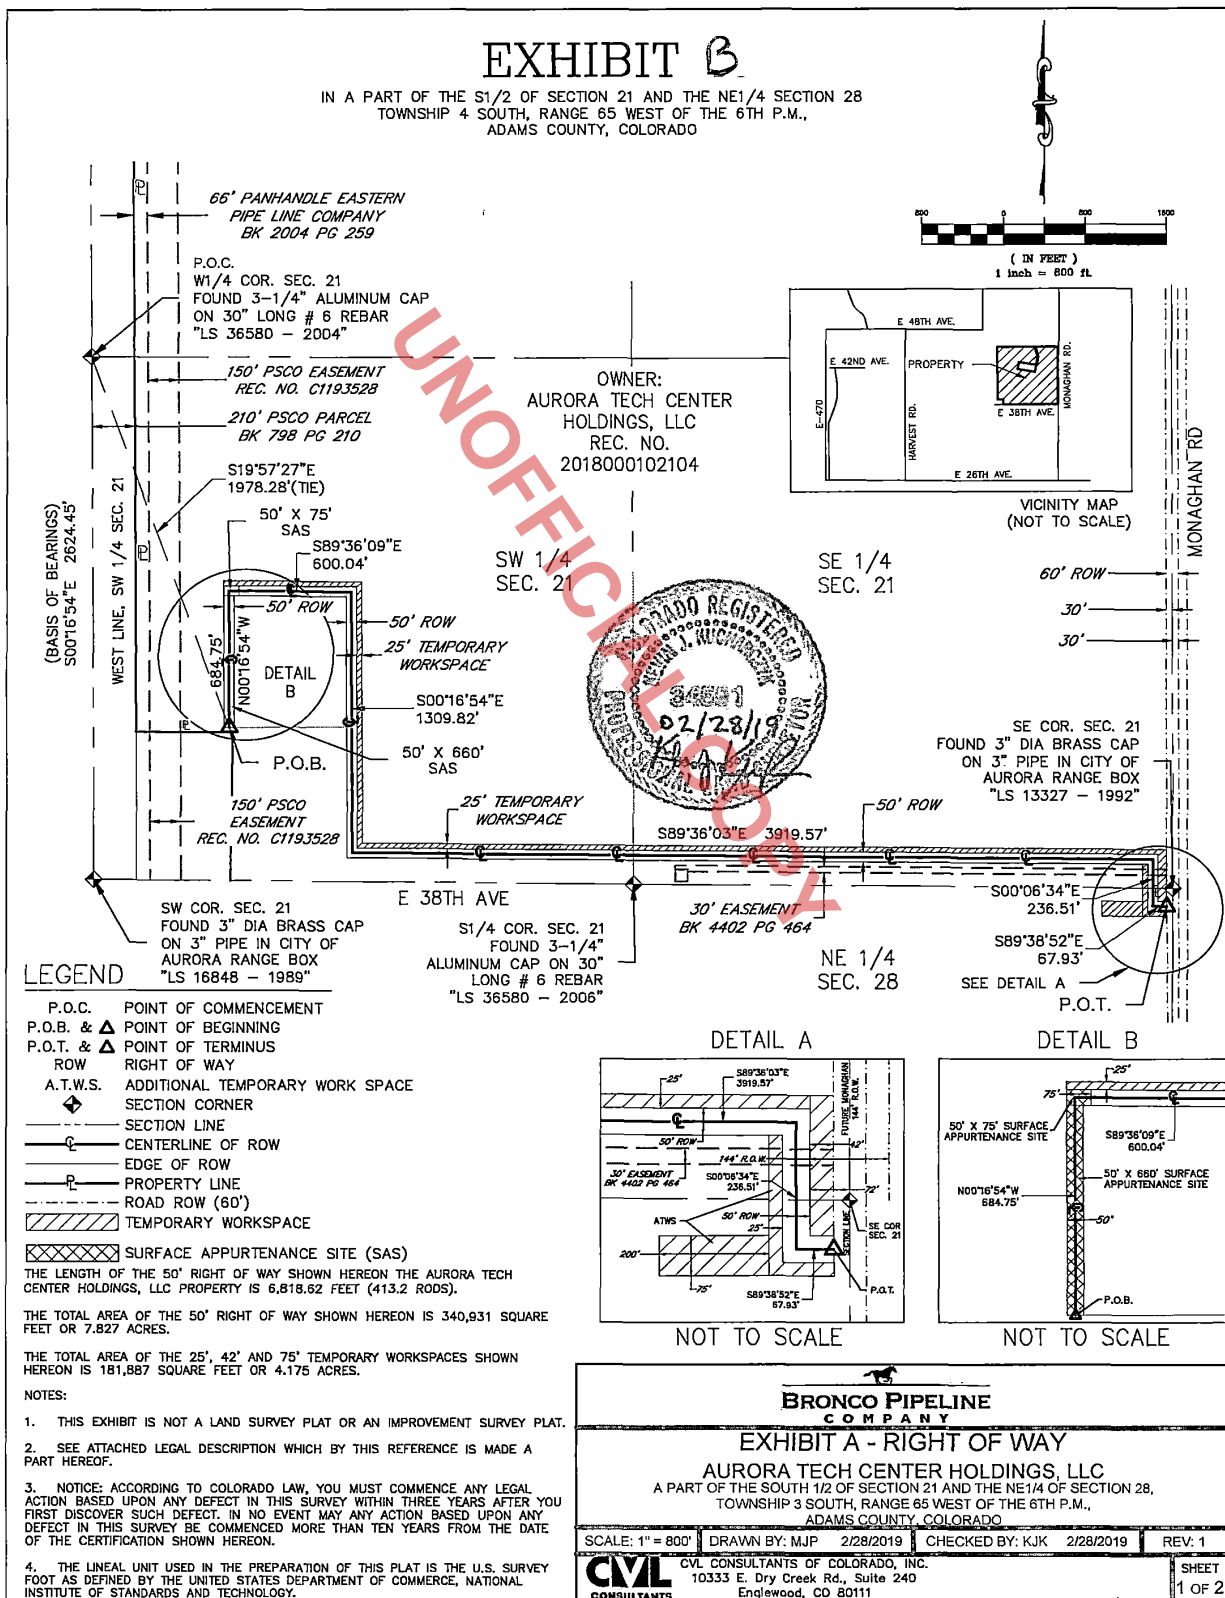 EXHIBIT B
IN A PART OF THE S1/2 OF SECTION 21 AND THE NE1/4 SECTION 28
TOWNSHIP 4 SOUTH, RANGE 65 WEST OF THE 6TH P.M.,
ADAMS COUNTY, COLORADO
800 0 800 1600
( IN FEET )
1 inch = 800 ft.
66' PANHANDLE EASTERN
PIPE LINE COMPANY
BK 2004 PG 259
P.O.C.
W1/4 COR. SEC. 21
FOUND 3-1/4" ALUMINUM CAP
ON 30" LONG # 6 REBAR
"LS 36580 - 2004"
150' PSCO EASEMENT
REC. NO. C1193528
210' PSCO PARCEL
BK 798 PG 210
S19°57'27"E
1978.28'(TIE)
50' X 75'
SAS
S89°36'09"E
600.04'
OWNER:
AURORA TECH CENTER
HOLDINGS, LLC
REC. NO.
2018000102104
E 48TH AVE.
E 42ND AVE.
PROPERTY
MONAGHAN RD.
E 38TH AVE.
E-470
HARVEST RD.
E 26TH AVE.
VICINITY MAP
(NOT TO SCALE)
MONAGHAN RD
(BASIS OF BEARINGS)
S00°16'54"E 2624.45'
WEST LINE, SW 1/4 SEC. 21
SW 1/4
SEC. 21
SE 1/4
SEC. 21
60' ROW
30'
30'
50' ROW
50' ROW
25' TEMPORARY
WORKSPACE
684.75'
N00°16'54"W
DETAIL
B
S00°16'54"E
1309.82'
P.O.B.
50' X 660'
SAS
COLORADO REGISTERED
34591
02/28/19
UNOFFICIAL COPY
SE COR. SEC. 21
FOUND 3" DIA BRASS CAP
ON 3" PIPE IN CITY OF
AURORA RANGE BOX
"LS 13327 - 1992"
150' PSCO
EASEMENT
REC. NO. C1193528
25' TEMPORARY
WORKSPACE
50' ROW
S89°36'03"E 3919.57'
E 38TH AVE
30' EASEMENT
BK 4402 PG 464
S00°06'34"E
236.51'
S89°38'52"E
67.93'
SEE DETAIL A
P.O.T.
SW COR. SEC. 21
FOUND 3" DIA BRASS CAP
ON 3" PIPE IN CITY OF
AURORA RANGE BOX
"LS 16848 - 1989"
S1/4 COR. SEC. 21
FOUND 3-1/4"
ALUMINUM CAP ON 30"
LONG # 6 REBAR
"LS 36580 - 2006"
NE 1/4
SEC. 28
LEGEND
P.O.C. POINT OF COMMENCEMENT
P.O.B. & POINT OF BEGINNING
P.O.T. & POINT OF TERMINUS
ROW RIGHT OF WAY
A.T.W.S. ADDITIONAL TEMPORARY WORK SPACE
SECTION CORNER
SECTION LINE
CENTERLINE OF ROW
EDGE OF ROW
PROPERTY LINE
ROAD ROW (60')
TEMPORARY WORKSPACE
SURFACE APPURTENANCE SITE (SAS)
THE LENGTH OF THE 50' RIGHT OF WAY SHOWN HEREON THE AURORA TECH
CENTER HOLDINGS, LLC PROPERTY IS 6,818.62 FEET (413.2 RODS).
THE TOTAL AREA OF THE 50' RIGHT OF WAY SHOWN HEREON IS 340,931 SQUARE
FEET OR 7.827 ACRES.
THE TOTAL AREA OF THE 25', 42' AND 75' TEMPORARY WORKSPACES SHOWN
HEREON IS 181,887 SQUARE FEET OR 4.175 ACRES.
NOTES:
1. THIS EXHIBIT IS NOT A LAND SURVEY PLAT OR AN IMPROVEMENT SURVEY PLAT.
2. SEE ATTACHED LEGAL DESCRIPTION WHICH BY THIS REFERENCE IS MADE A
PART HEREOF.
3. NOTICE: ACCORDING TO COLORADO LAW, YOU MUST COMMENCE ANY LEGAL
ACTION BASED UPON ANY DEFECT IN THIS SURVEY WITHIN THREE YEARS AFTER YOU
FIRST DISCOVER SUCH DEFECT. IN NO EVENT MAY ANY ACTION BASED UPON ANY
DEFECT IN THIS SURVEY BE COMMENCED MORE THAN TEN YEARS FROM THE DATE
OF THE CERTIFICATION SHOWN HEREON.
4. THE LINEAL UNIT USED IN THE PREPARATION OF THIS PLAT IS THE U.S. SURVEY
FOOT AS DEFINED BY THE UNITED STATES DEPARTMENT OF COMMERCE, NATIONAL
INSTITUTE OF STANDARDS AND TECHNOLOGY.
DETAIL A
25'
S89°36'03"E
3919.57'
FUTURE MONAGHAN
144' R.O.W.
50' ROW
42'
144' R.O.W.
30' EASEMENT
BK 4402 PG 464
S00°06'34"E
236.51'
72'
ATWS
50' ROW
25'
SECTION LINE
SE COR
SEC. 21
200'
75'
S89°38'52"E
67.93'
P.O.T.
NOT TO SCALE
DETAIL B
25'
75'
50' X 75' SURFACE
APPURTENANCE SITE
S89°36'09"E
600.04'
50' X 660' SURFACE
APPURTENANCE SITE
N00°16'54"W
684.75'
50'
P.O.B.
NOT TO SCALE
BRONCO PIPELINE
COMPANY
EXHIBIT A - RIGHT OF WAY
AURORA TECH CENTER HOLDINGS, LLC
A PART OF THE SOUTH 1/2 OF SECTION 21 AND THE NE1/4 OF SECTION 28,
TOWNSHIP 3 SOUTH, RANGE 65 WEST OF THE 6TH P.M.,
ADAMS COUNTY, COLORADO
SCALE: 1" = 800' DRAWN BY: MJP 2/28/2019 CHECKED BY: KJK 2/28/2019 REV: 1
CVL CONSULTANTS
CVL CONSULTANTS OF COLORADO, INC.
10333 E. Dry Creek Rd., Suite 240
Englewood, CO 80111
SHEET
1 OF 2